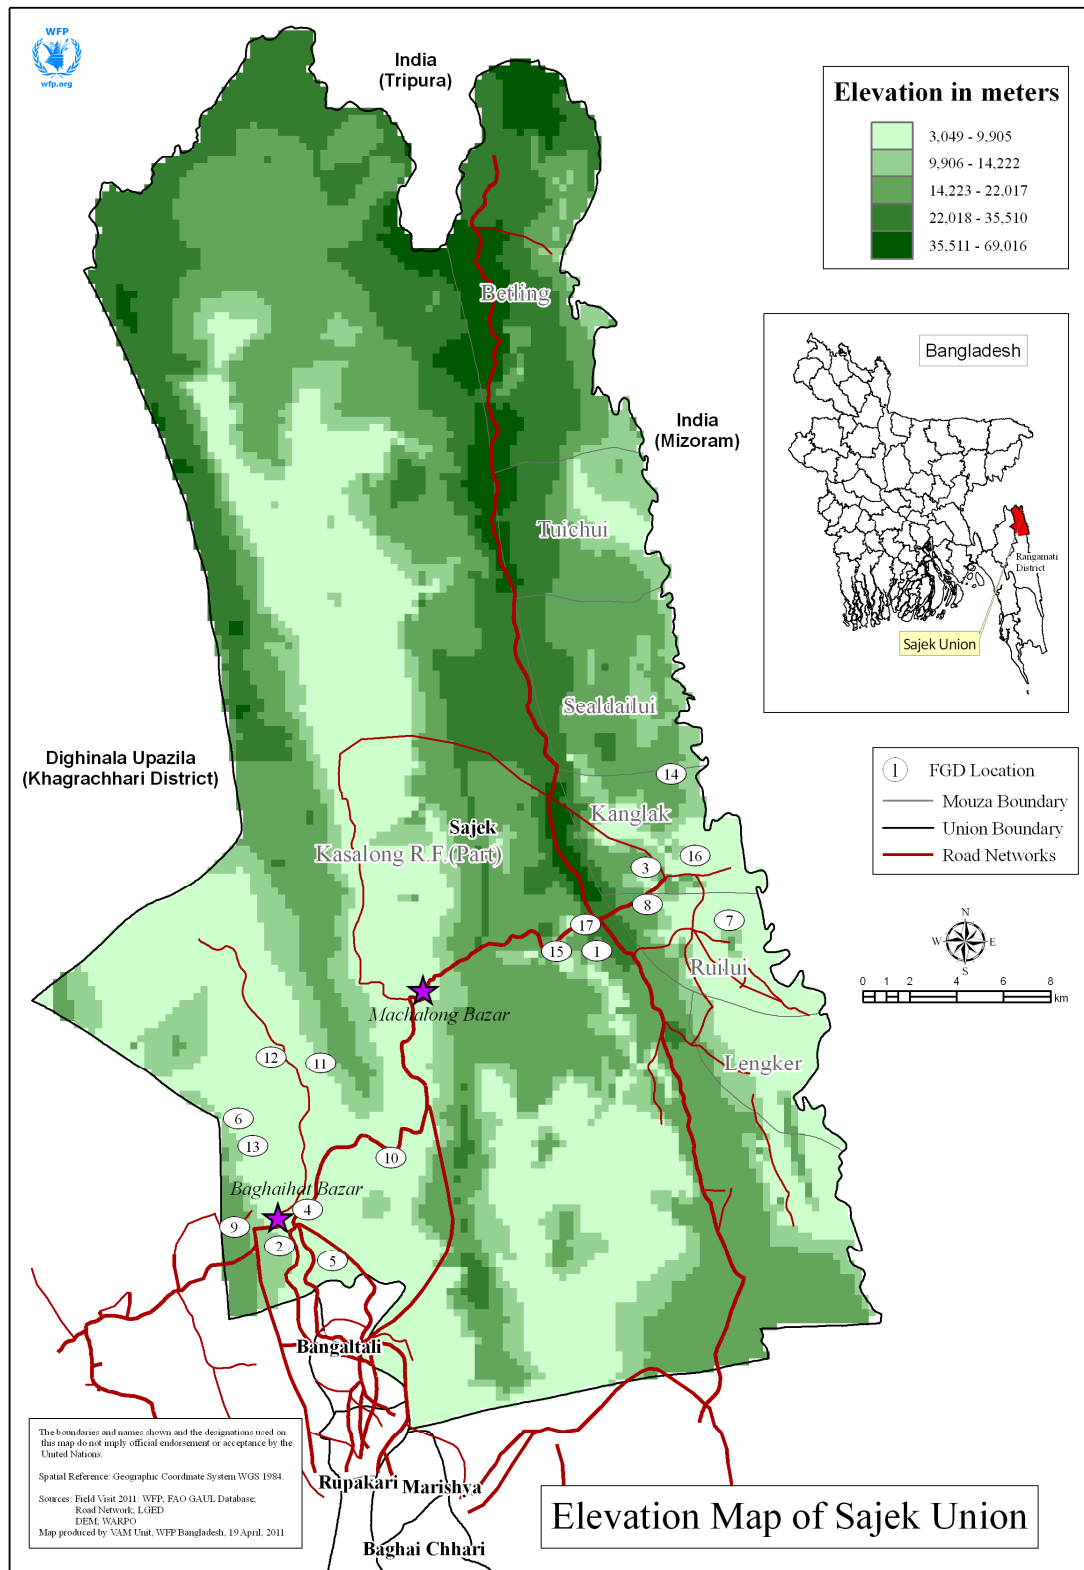 WFP
wfp.org
India
(Tripura)
Elevation in meters
3,049 - 9,905
9,906 - 14,222
14,223 - 22,017
22,018 - 35,510
35,511 - 69,016
Betling
Bangladesh
India
(Mizoram)
Tuichui
Rangamati
District
Sajek Union
Sealdailui
Dighinala Upazila
(Khagrachhari District)
14
1 FGD Location
Mouza Boundary
Union Boundary
Road Networks
Kanglak
Sajek
Kasalong R.F.(Part)
16
3
8
7
17
15
1
N
W E
S
Ruilui
0 2 4 6 8
km
Machalong Bazar
12
11
Lengker
6
13
10
Baghaihat Bazar
4
9
2
5
Bangaltali
The boundaries and names shown and the designations used on
this map do not imply official endorsement or acceptance by the
United Nations.
Spatial Reference: Geographic Coordinate System WGS 1984.
Sources: Field Visit 2011: WFP; FAO GAUL Database;
Road Network; LGED
DEM; WARPO
Map produced by VAM Unit, WFP Bangladesh, 19 April, 2011
Rupakari
Marishya
Baghai Chhari
Elevation Map of Sajek Union